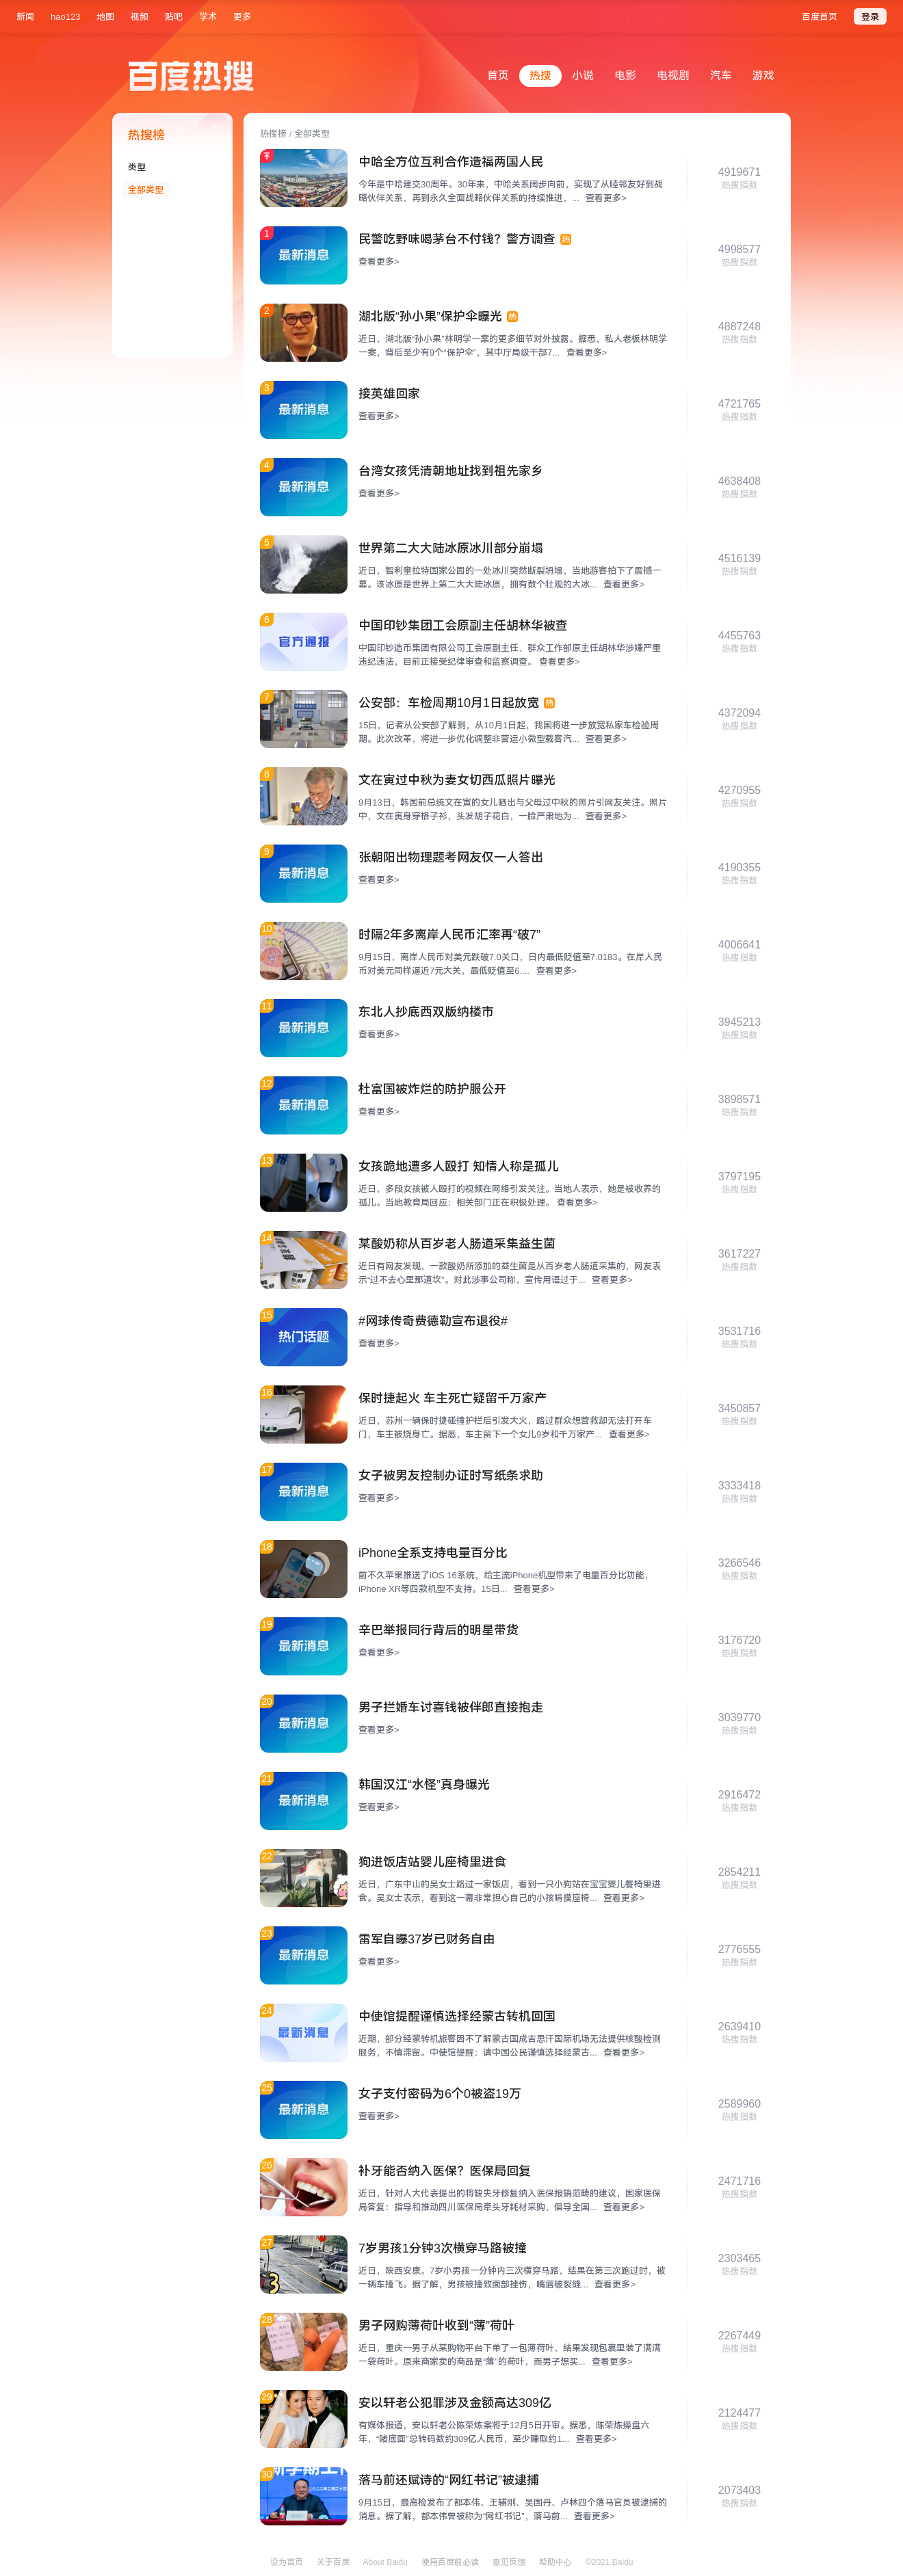 新闻 hao123 地图 视频 贴吧 学术 更多 百度首页 登录
百度热搜
首页 热搜 小说 电影 电视剧 汽车 游戏
热搜榜
类型
全部类型
热搜榜 / 全部类型
中哈全方位互利合作造福两国人民
今年是中哈建交30周年。30年来，中哈关系阔步向前，实现了从睦邻友好到战
略伙伴关系、再到永久全面战略伙伴关系的持续推进，... 查看更多>
4919671
热搜指数
1
最新消息
民警吃野味喝茅台不付钱？警方调查 热
查看更多>
4998577
热搜指数
2
湖北版“孙小果”保护伞曝光 热
近日，湖北版“孙小果”林明学一案的更多细节对外披露。据悉，私人老板林明学
一案，背后至少有9个“保护伞”，其中厅局级干部7... 查看更多>
4887248
热搜指数
3
最新消息
接英雄回家
查看更多>
4721765
热搜指数
4
最新消息
台湾女孩凭清朝地址找到祖先家乡
查看更多>
4638408
热搜指数
5
世界第二大大陆冰原冰川部分崩塌
近日，智利奎拉特国家公园的一处冰川突然断裂坍塌，当地游客拍下了震撼一
幕。该冰原是世界上第二大大陆冰原，拥有数个壮观的大冰... 查看更多>
4516139
热搜指数
6
官方通报
中国印钞集团工会原副主任胡林华被查
中国印钞造币集团有限公司工会原副主任、群众工作部原主任胡林华涉嫌严重
违纪违法，目前正接受纪律审查和监察调查。 查看更多>
4455763
热搜指数
7
公安部：车检周期10月1日起放宽 热
15日，记者从公安部了解到，从10月1日起，我国将进一步放宽私家车检验周
期。此次改革，将进一步优化调整非营运小微型载客汽... 查看更多>
4372094
热搜指数
8
文在寅过中秋为妻女切西瓜照片曝光
9月13日，韩国前总统文在寅的女儿晒出与父母过中秋的照片引网友关注。照片
中，文在寅身穿格子衫，头发胡子花白，一脸严肃地为... 查看更多>
4270955
热搜指数
9
最新消息
张朝阳出物理题考网友仅一人答出
查看更多>
4190355
热搜指数
10
时隔2年多离岸人民币汇率再“破7”
9月15日，离岸人民币对美元跌破7.0关口，日内最低贬值至7.0183。在岸人民
币对美元同样逼近7元大关，最低贬值至6.... 查看更多>
4006641
热搜指数
11
最新消息
东北人抄底西双版纳楼市
查看更多>
3945213
热搜指数
12
最新消息
杜富国被炸烂的防护服公开
查看更多>
3898571
热搜指数
13
女孩跪地遭多人殴打 知情人称是孤儿
近日，多段女孩被人殴打的视频在网络引发关注。当地人表示，她是被收养的
孤儿。当地教育局回应：相关部门正在积极处理。 查看更多>
3797195
热搜指数
14
某酸奶称从百岁老人肠道采集益生菌
近日有网友发现，一款酸奶所添加的益生菌是从百岁老人肠道采集的，网友表
示“过不去心里那道坎”。对此涉事公司称，宣传用语过于... 查看更多>
3617227
热搜指数
15
热门话题
#网球传奇费德勒宣布退役#
查看更多>
3531716
热搜指数
16
保时捷起火 车主死亡疑留千万家产
近日，苏州一辆保时捷碰撞护栏后引发大火，路过群众想营救却无法打开车
门，车主被烧身亡。据悉，车主留下一个女儿9岁和千万家产... 查看更多>
3450857
热搜指数
17
最新消息
女子被男友控制办证时写纸条求助
查看更多>
3333418
热搜指数
18
iPhone全系支持电量百分比
前不久苹果推送了iOS 16系统，给主流iPhone机型带来了电量百分比功能，
iPhone XR等四款机型不支持。15日... 查看更多>
3266546
热搜指数
19
最新消息
辛巴举报同行背后的明星带货
查看更多>
3176720
热搜指数
20
最新消息
男子拦婚车讨喜钱被伴郎直接抱走
查看更多>
3039770
热搜指数
21
最新消息
韩国汉江“水怪”真身曝光
查看更多>
2916472
热搜指数
22
狗进饭店站婴儿座椅里进食
近日，广东中山的吴女士路过一家饭店，看到一只小狗站在宝宝婴儿餐椅里进
食。吴女士表示，看到这一幕非常担心自己的小孩啃摸座椅... 查看更多>
2854211
热搜指数
23
最新消息
雷军自曝37岁已财务自由
查看更多>
2776555
热搜指数
24
最新消息
中使馆提醒谨慎选择经蒙古转机回国
近期，部分经蒙转机旅客因不了解蒙古国成吉思汗国际机场无法提供核酸检测
服务，不慎滞留。中使馆提醒：请中国公民谨慎选择经蒙古... 查看更多>
2639410
热搜指数
25
最新消息
女子支付密码为6个0被盗19万
查看更多>
2589960
热搜指数
26
补牙能否纳入医保？医保局回复
近日，针对人大代表提出的将缺失牙修复纳入医保报销范畴的建议，国家医保
局答复：指导和推动四川医保局牵头牙耗材采购，倡导全国... 查看更多>
2471716
热搜指数
27
7岁男孩1分钟3次横穿马路被撞
近日，陕西安康。7岁小男孩一分钟内三次横穿马路，结果在第三次跑过时，被
一辆车撞飞。据了解，男孩被撞致面部挫伤，嘴唇破裂缝... 查看更多>
2303465
热搜指数
28
男子网购薄荷叶收到“薄”荷叶
近日，重庆一男子从某购物平台下单了一包薄荷叶，结果发现包裹里装了满满
一袋荷叶。原来商家卖的商品是“薄”的荷叶，而男子想买... 查看更多>
2267449
热搜指数
29
安以轩老公犯罪涉及金额高达309亿
有媒体报道，安以轩老公陈荣炼案将于12月5日开审。据悉，陈荣炼操盘六
年，“赌底面”总转码数约309亿人民币，至少赚取约1... 查看更多>
2124477
热搜指数
30
落马前还赋诗的“网红书记”被逮捕
9月15日，最高检发布了都本伟、王辅刚、吴国丹、卢林四个落马官员被逮捕的
消息。据了解，都本伟曾被称为“网红书记”，落马前... 查看更多>
2073403
热搜指数
设为首页 关于百度 About Baidu 使用百度前必读 意见反馈 帮助中心 ©2021 Baidu